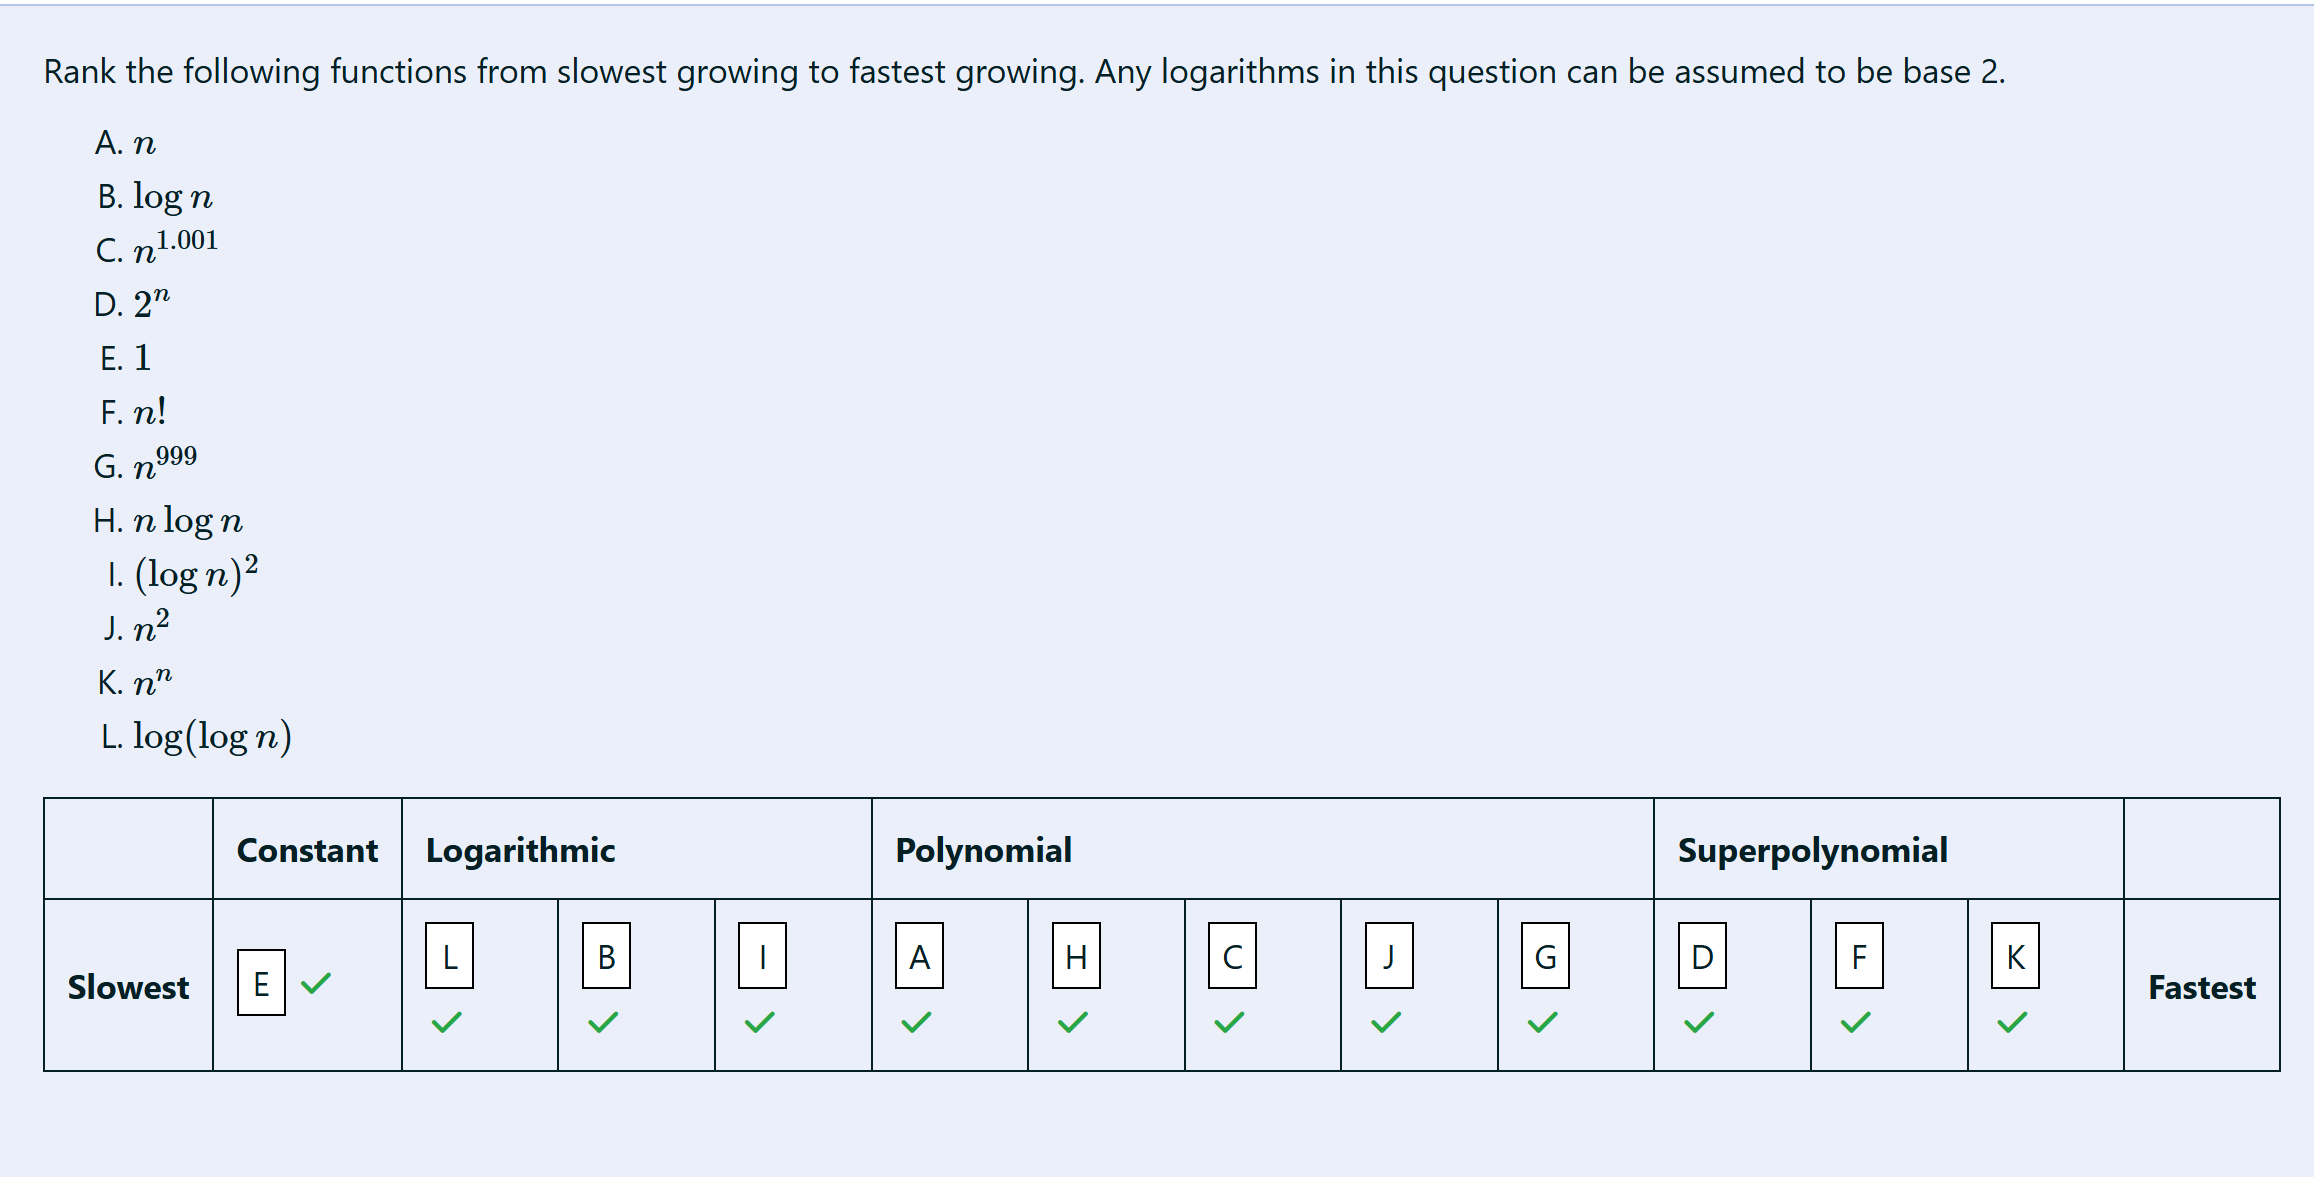 Rank the following functions from slowest growing to fastest growing. Any logarithms in this question can be assumed to be base 2.
A. n
B. log n
C. n^1.001
D. 2^n
E. 1
F. n!
G. n^999
H. n log n
I. (log n)^2
J. n^2
K. n^n
L. log(log n)
Constant Logarithmic Polynomial Superpolynomial
Slowest E ✓ L ✓ B ✓ I ✓ A ✓ H ✓ C ✓ J ✓ G ✓ D ✓ F ✓ K ✓ Fastest